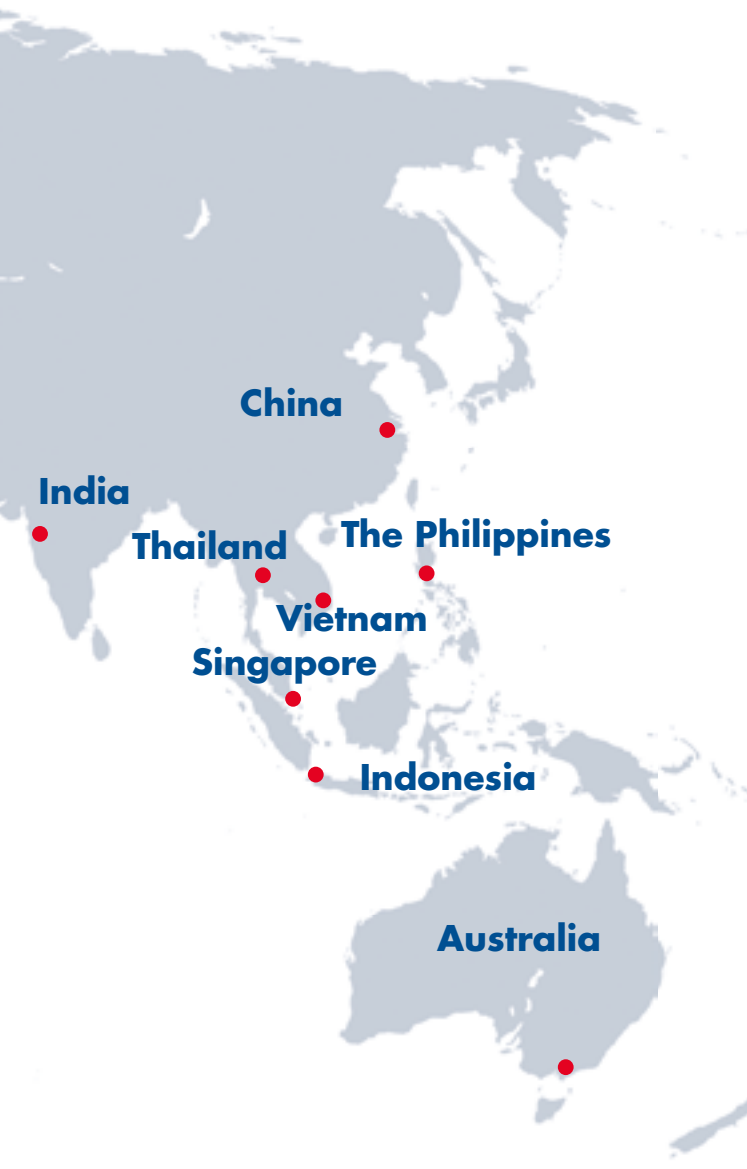 China
India
The Philippines
Thailand
Vietnam
Singapore
Indonesia
Australia